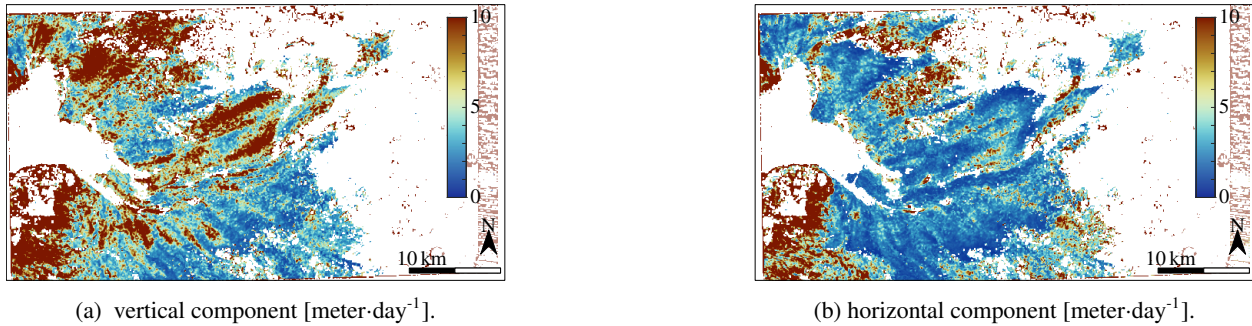 10
5
0
N
10 km
10
5
0
N
10 km
(a) vertical component [meter·day-1].
(b) horizontal component [meter·day-1].